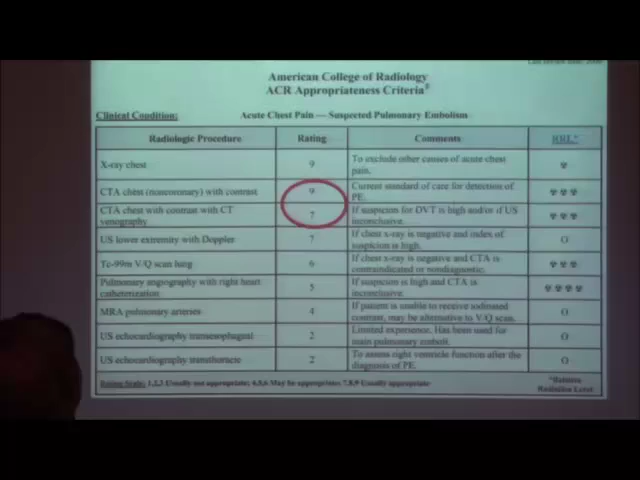 Last review date: 2006
American College of Radiology
ACR Appropriateness Criteria®
Clinical Condition: Acute Chest Pain — Suspected Pulmonary Embolism
Radiologic Procedure Rating Comments RRL*
X-ray chest 9 To exclude other causes of acute chest pain.
CTA chest (noncoronary) with contrast 9 Current standard of care for detection of PE.
CTA chest with contrast with CT venography 7 If suspicion for DVT is high and/or if US inconclusive.
US lower extremity with Doppler 7 If chest x-ray is negative and index of suspicion is high.
Tc-99m V/Q scan lung 6 If chest x-ray is negative and CTA is contraindicated or nondiagnostic.
Pulmonary angiography with right heart catheterization 5 If suspicion is high and CTA is inconclusive.
MRA pulmonary arteries 4 If patient is unable to receive iodinated contrast, may be alternative to V/Q scan. O
US echocardiography transesophageal 2 Limited experience. Has been used for main pulmonary emboli. O
US echocardiography transthoracic 2 To assess right ventricle function after the diagnosis of PE. O
Rating Scale: 1,2,3 Usually not appropriate; 4,5,6 May be appropriate; 7,8,9 Usually appropriate
*Relative Radiation Level